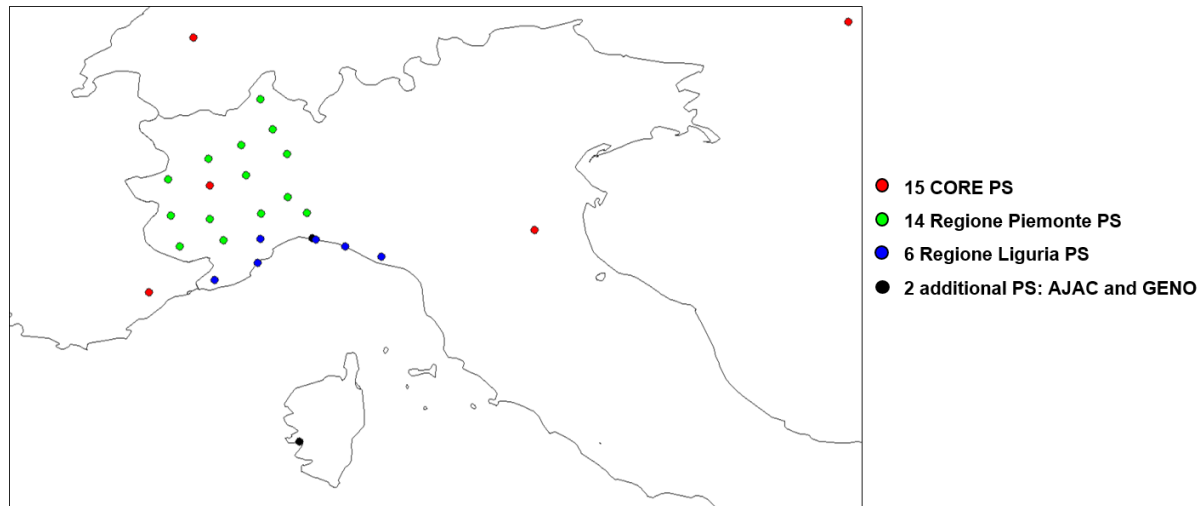 15 CORE PS
14 Regione Piemonte PS
6 Regione Liguria PS
2 additional PS: AJAC and GENO